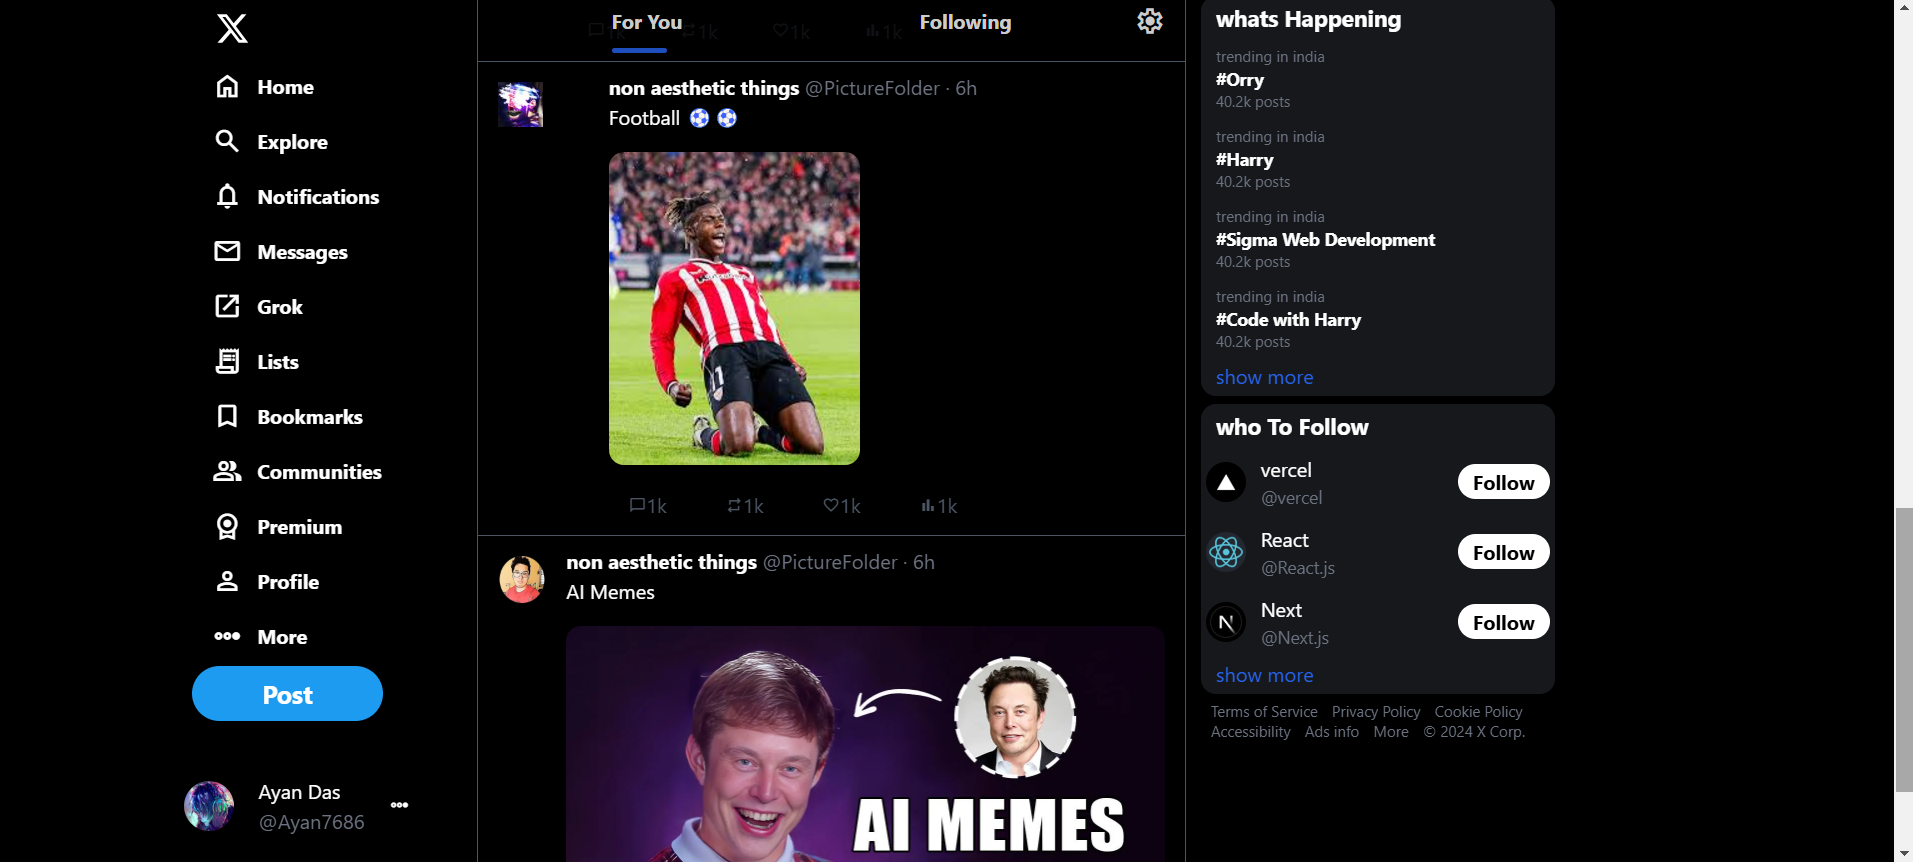 Home
Explore
Notifications
Messages
Grok
Lists
Bookmarks
Communities
Premium
Profile
More
Post
Ayan Das
@Ayan7686
For You
Following
1k 1k 1k 1k
non aesthetic things @PictureFolder · 6h
Football ⚽ ⚽
11
1k 1k 1k 1k
non aesthetic things @PictureFolder · 6h
AI Memes
AI MEMES
whats Happening
trending in india
#Orry
40.2k posts
trending in india
#Harry
40.2k posts
trending in india
#Sigma Web Development
40.2k posts
trending in india
#Code with Harry
40.2k posts
show more
who To Follow
vercel
@vercel
Follow
React
@React.js
Follow
Next
@Next.js
Follow
show more
Terms of Service Privacy Policy Cookie Policy
Accessibility Ads info More © 2024 X Corp.